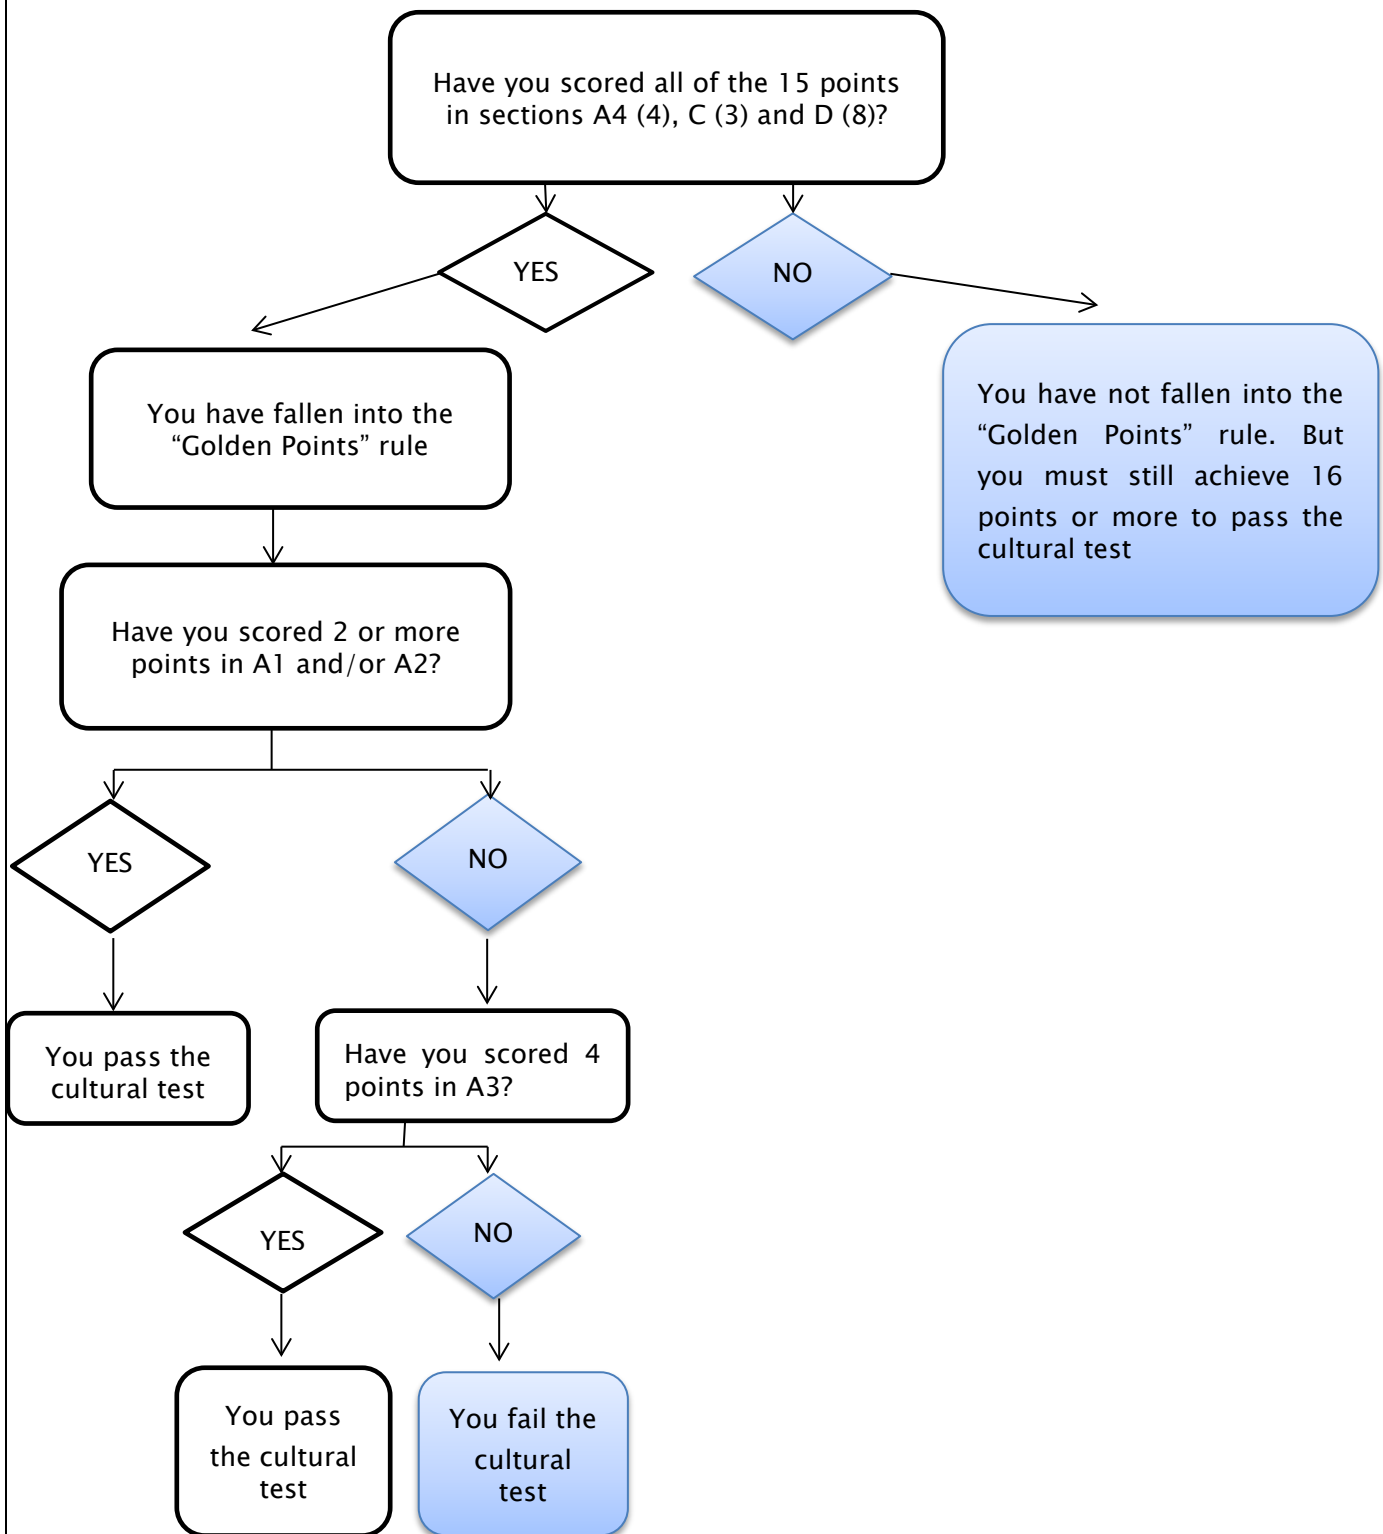 Have you scored all of the 15 points
in sections A4 (4), C (3) and D (8)?
YES
NO
You have fallen into the
“Golden Points” rule
You have not fallen into the
“Golden Points” rule. But
you must still achieve 16
points or more to pass the
cultural test
Have you scored 2 or more
points in A1 and/or A2?
YES
NO
You pass the
cultural test
Have you scored 4
points in A3?
YES
NO
You pass
the cultural
test
You fail the
cultural
test